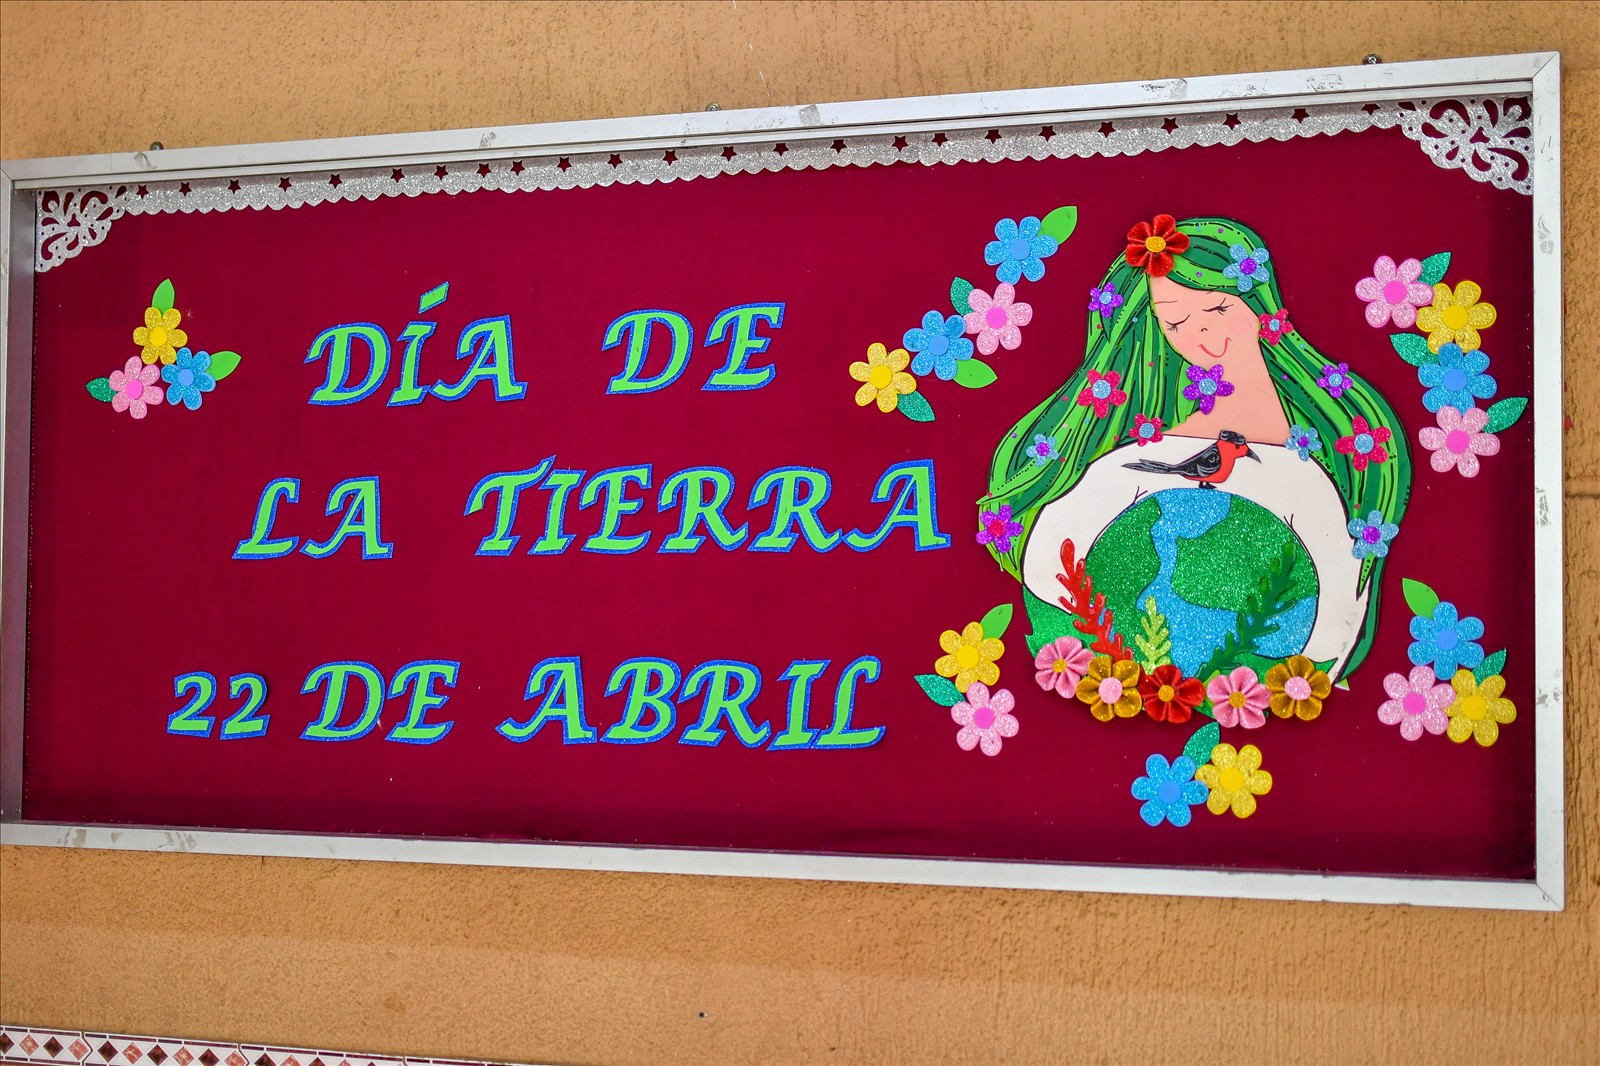 DÍA DE
LA TIERRA
22 DE ABRIL